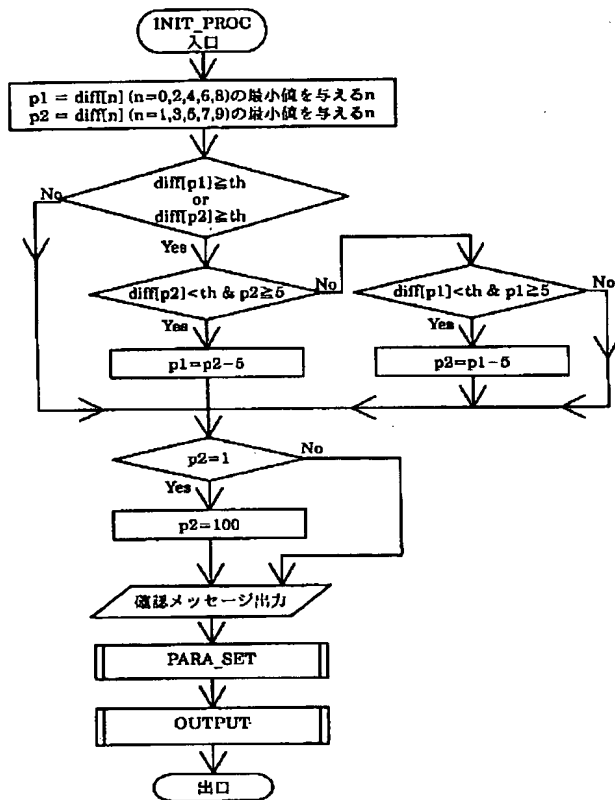 INIT_PROC
入口
p1 = diff[n] (n=0,2,4,6,8)の最小値を与えるn
p2 = diff[n] (n=1,3,5,7,9)の最小値を与えるn
diff[p1]≧th
or
diff[p2]≧th
No
Yes
diff[p2]<th & p2≧5
No
Yes
diff[p1]<th & p1≧5
No
Yes
p1=p2-5
p2=p1-5
p2=1
No
Yes
p2=100
確認メッセージ出力
PARA_SET
OUTPUT
出口